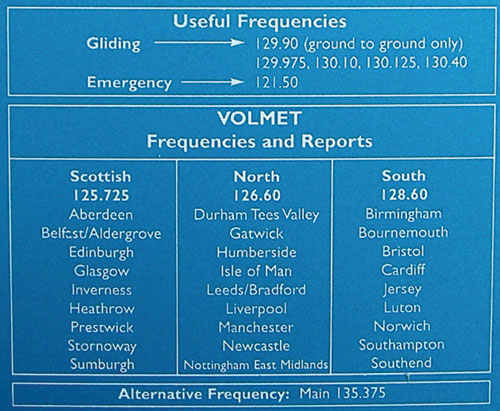 Useful Frequencies
Gliding → 129.90 (ground to ground only)
129.975, 130.10, 130.125, 130.40
Emergency → 121.50
VOLMET
Frequencies and Reports
Scottish
125.725
Aberdeen
Belfast/Aldergrove
Edinburgh
Glasgow
Inverness
Heathrow
Prestwick
Stornoway
Sumburgh
North
126.60
Durham Tees Valley
Gatwick
Humberside
Isle of Man
Leeds/Bradford
Liverpool
Manchester
Newcastle
Nottingham East Midlands
South
128.60
Birmingham
Bournemouth
Bristol
Cardiff
Jersey
Luton
Norwich
Southampton
Southend
Alternative Frequency: Main 135.375